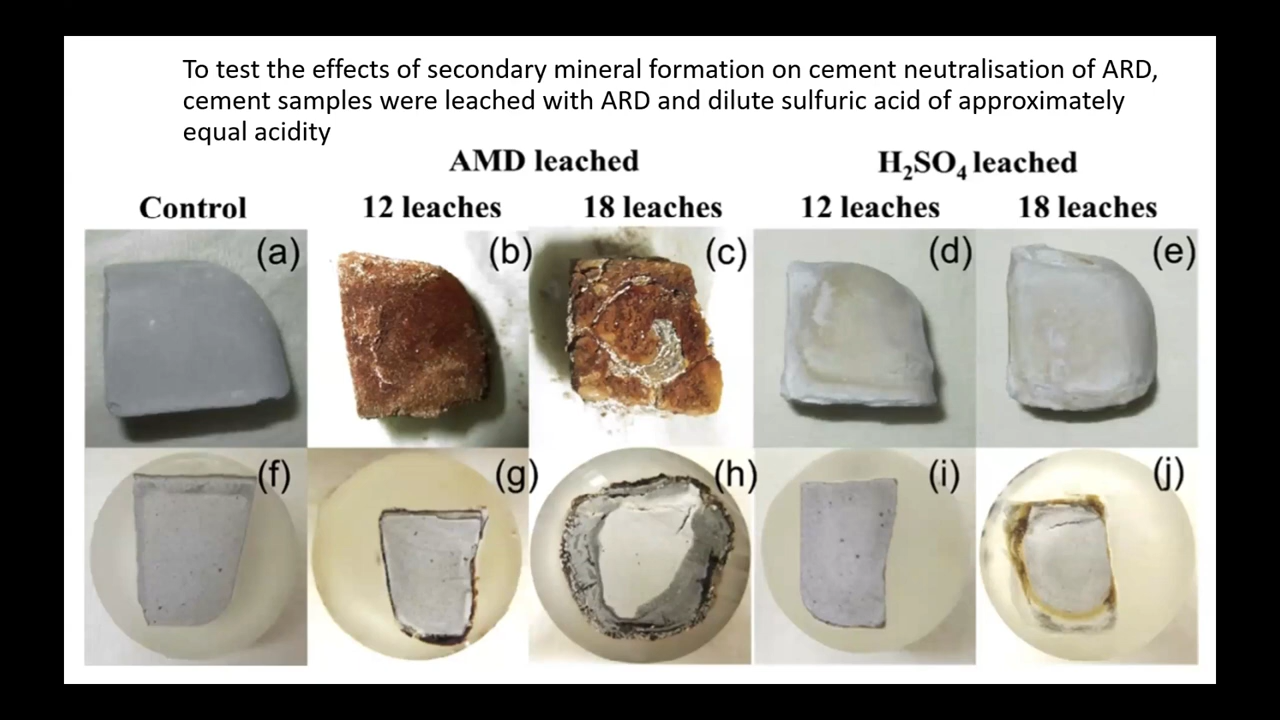 To test the effects of secondary mineral formation on cement neutralisation of ARD,
cement samples were leached with ARD and dilute sulfuric acid of approximately
equal acidity
AMD leached
H₂SO₄ leached
Control
12 leaches
18 leaches
12 leaches
18 leaches
(a)
(b)
(c)
(d)
(e)
(f)
(g)
(h)
(i)
(j)